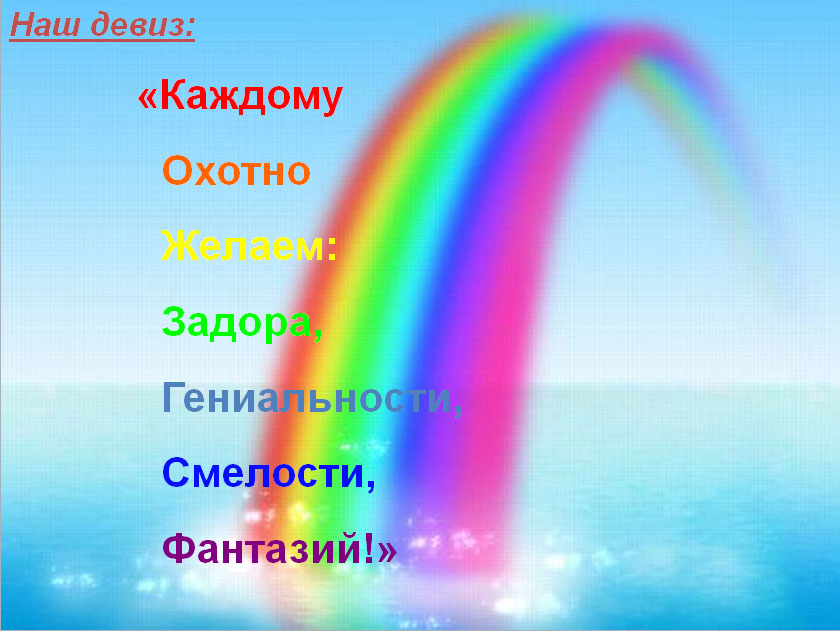 Наш девиз:
«Каждому
Охотно
Желаем:
Задора,
Гениальности,
Смелости,
Фантазий!»